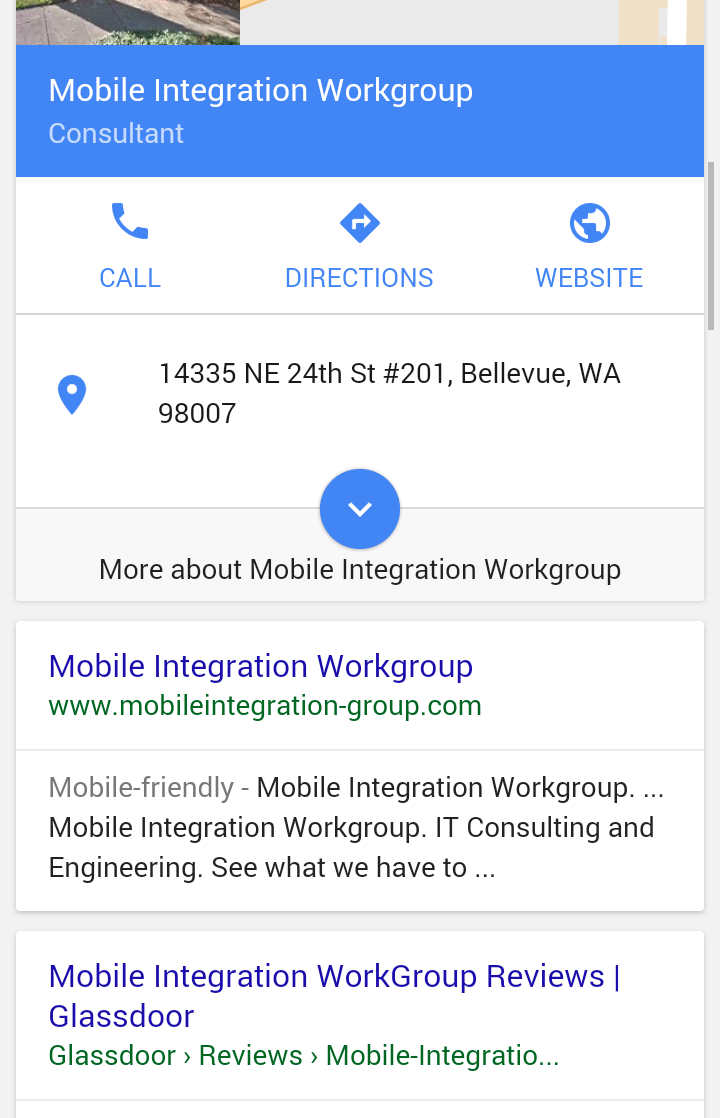 Mobile Integration Workgroup
Consultant
CALL
DIRECTIONS
WEBSITE
14335 NE 24th St #201, Bellevue, WA
98007
More about Mobile Integration Workgroup
Mobile Integration Workgroup
www.mobileintegration-group.com
Mobile-friendly - Mobile Integration Workgroup. ...
Mobile Integration Workgroup. IT Consulting and
Engineering. See what we have to ...
Mobile Integration WorkGroup Reviews |
Glassdoor
Glassdoor › Reviews › Mobile-Integratio...